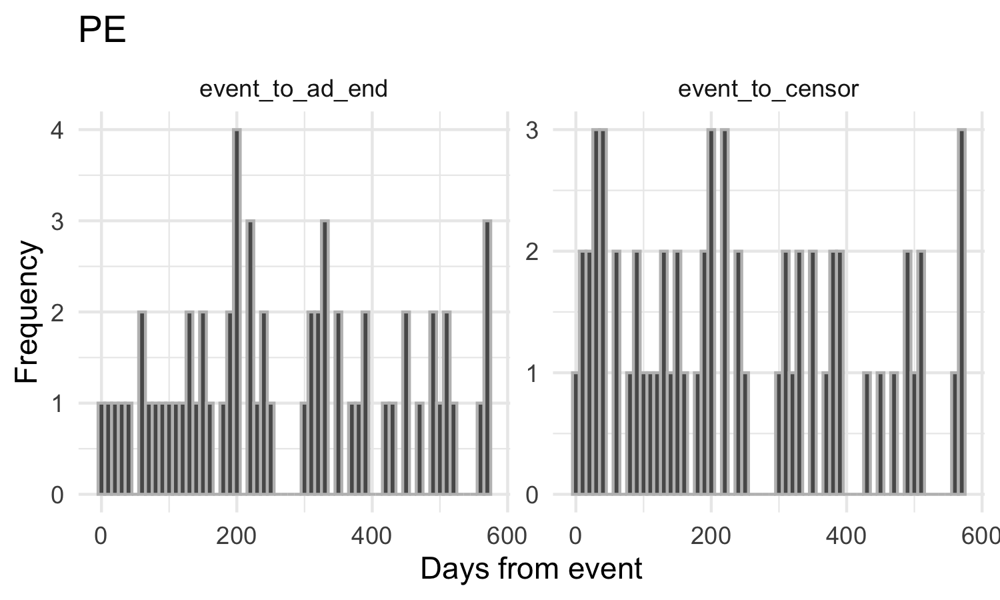 PE
event_to_ad_end
event_to_censor
Frequency
4
3
2
1
0
3
2
1
0
0 200 400 600
0 200 400 600
Days from event